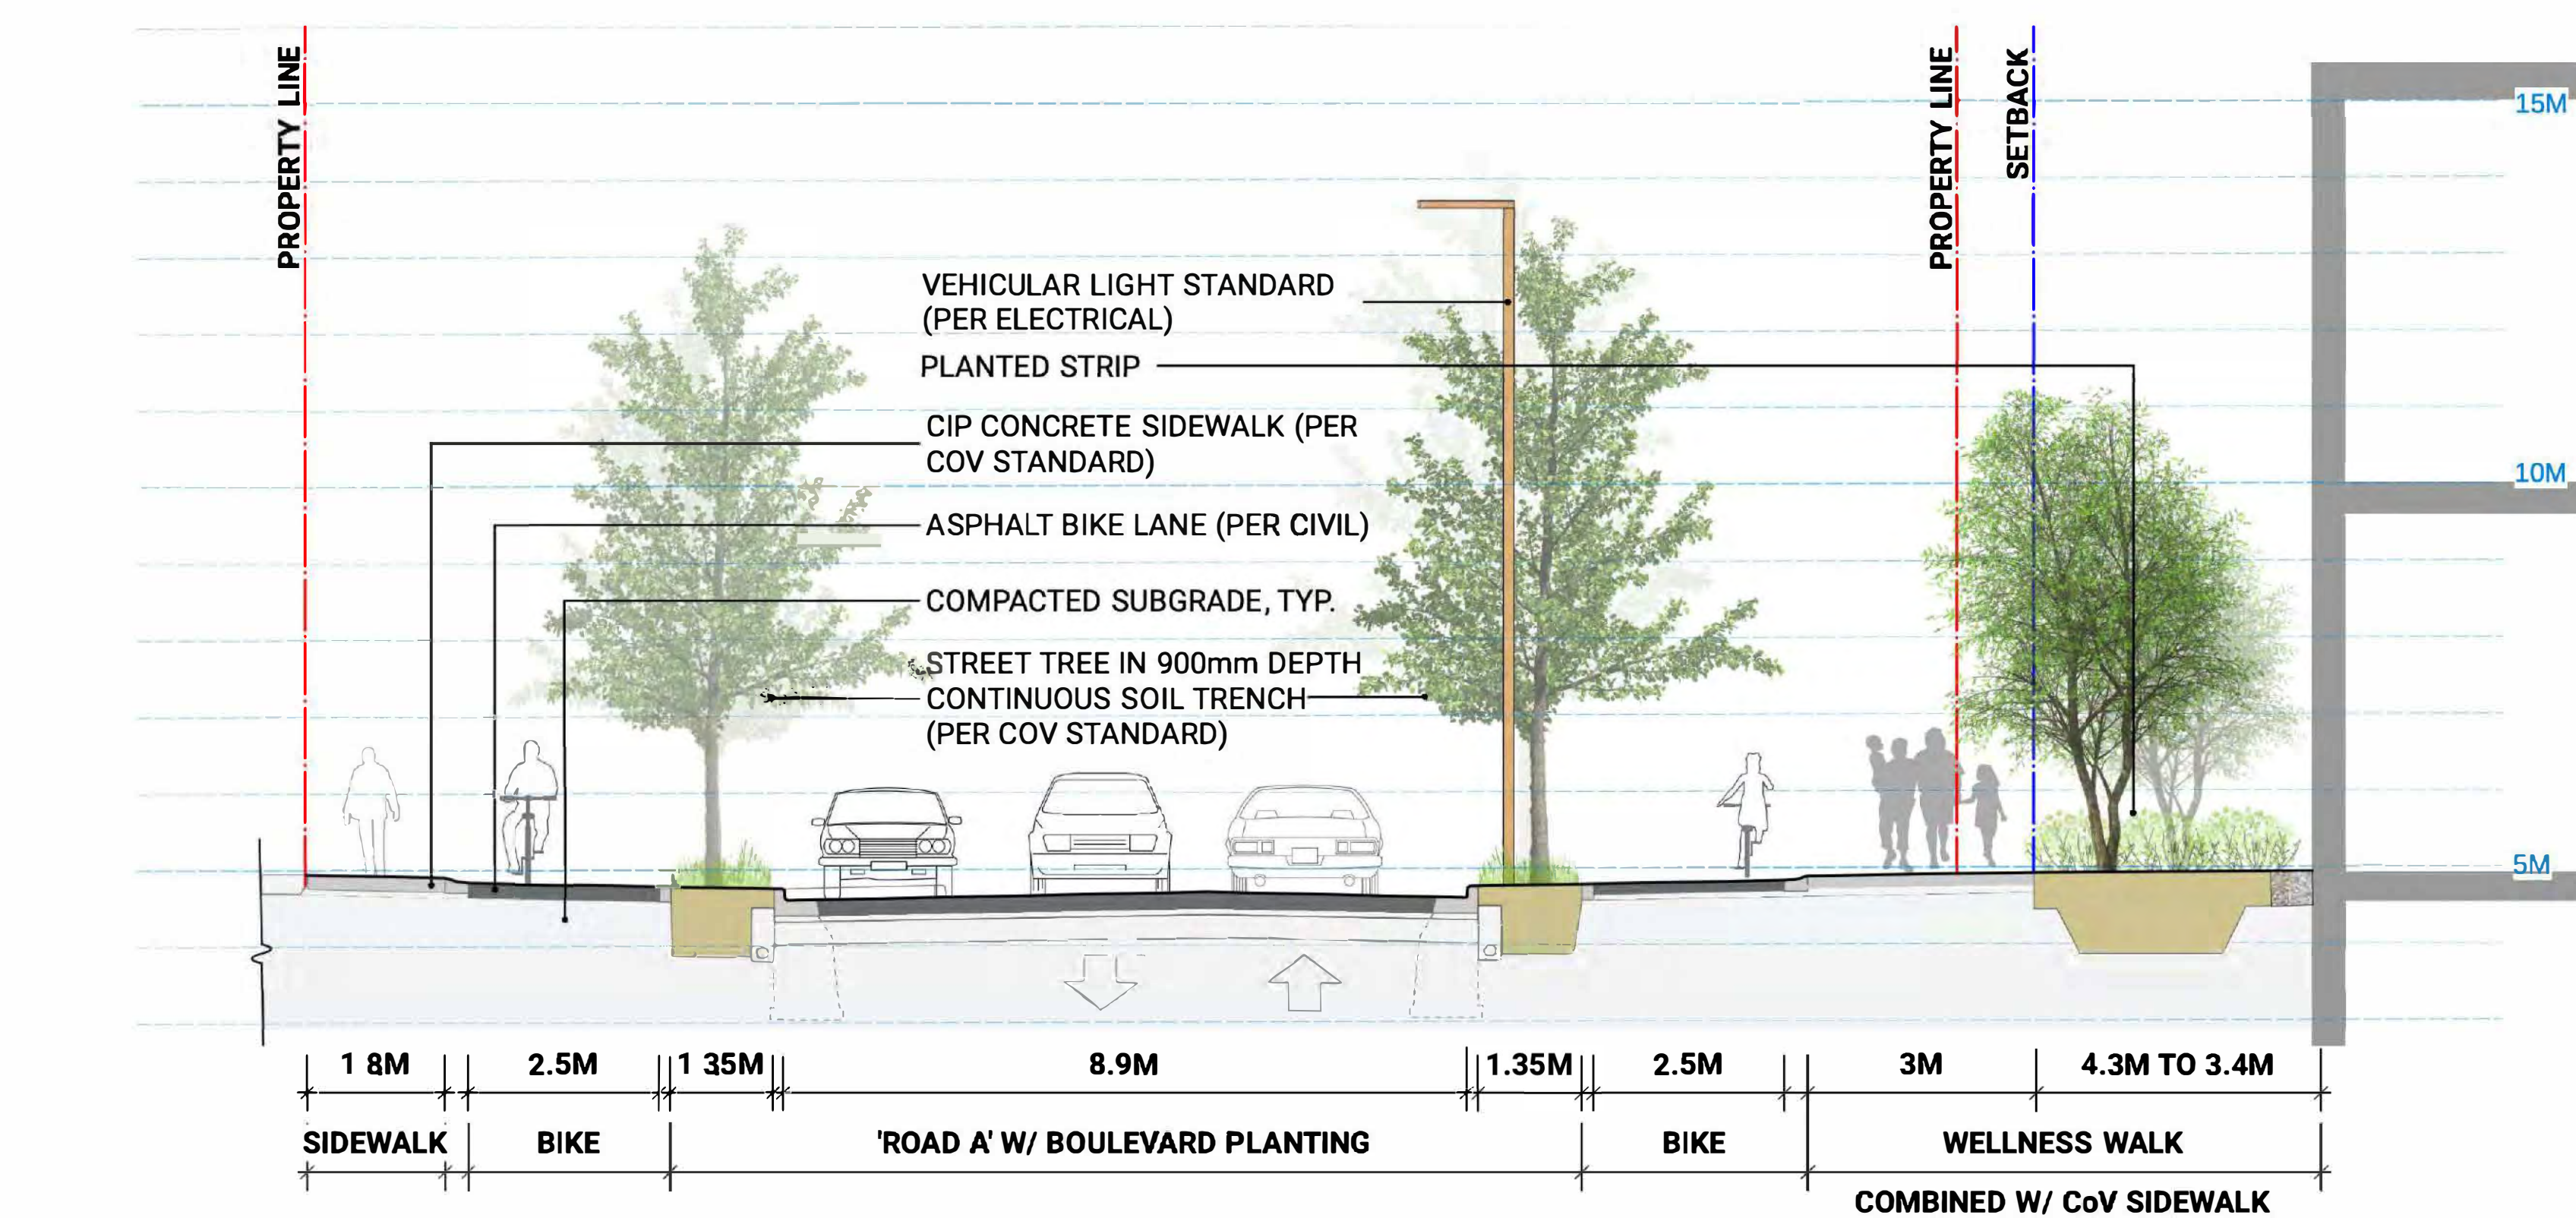 PROPERTY LINE
PROPERTY LINE
SETBACK
15M
VEHICULAR LIGHT STANDARD
(PER ELECTRICAL)
PLANTED STRIP
CIP CONCRETE SIDEWALK (PER
COV STANDARD)
10M
ASPHALT BIKE LANE (PER CIVIL)
COMPACTED SUBGRADE, TYP.
STREET TREE IN 900mm DEPTH
CONTINUOUS SOIL TRENCH
(PER COV STANDARD)
5M
1 8M
2.5M
1 35M
8.9M
1.35M
2.5M
3M
4.3M TO 3.4M
SIDEWALK
BIKE
'ROAD A' W/ BOULEVARD PLANTING
BIKE
WELLNESS WALK
COMBINED W/ CoV SIDEWALK